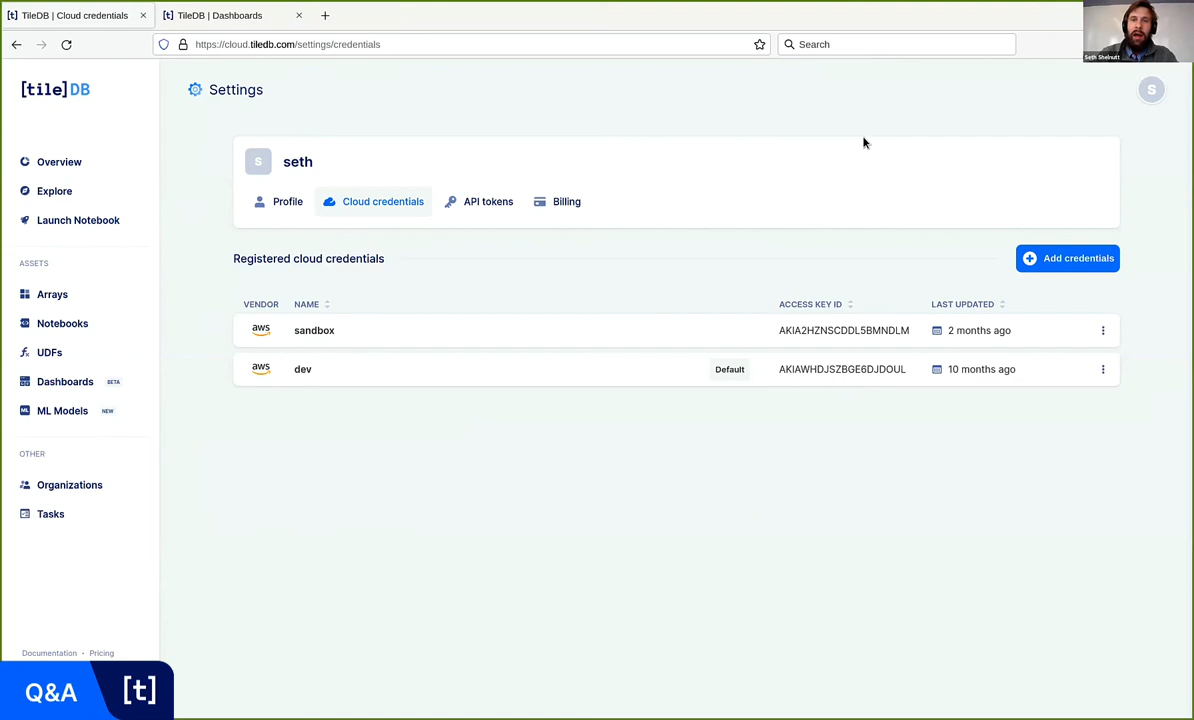 [t] TileDB | Cloud credentials
[t] TileDB | Dashboards
https://cloud.tiledb.com/settings/credentials
Search
Seth Shelnutt
[tile]DB
Settings
S
Overview
Explore
Launch Notebook
ASSETS
Arrays
Notebooks
UDFs
Dashboards BETA
ML Models NEW
OTHER
Organizations
Tasks
Documentation • Pricing
S seth
Profile Cloud credentials API tokens Billing
Registered cloud credentials
Add credentials
VENDOR NAME ACCESS KEY ID LAST UPDATED
aws sandbox AKIA2HZNSCDDL5BMNDLM 2 months ago
aws dev Default AKIAWHDJSZBGE6DJDOUL 10 months ago
Q&A [t]